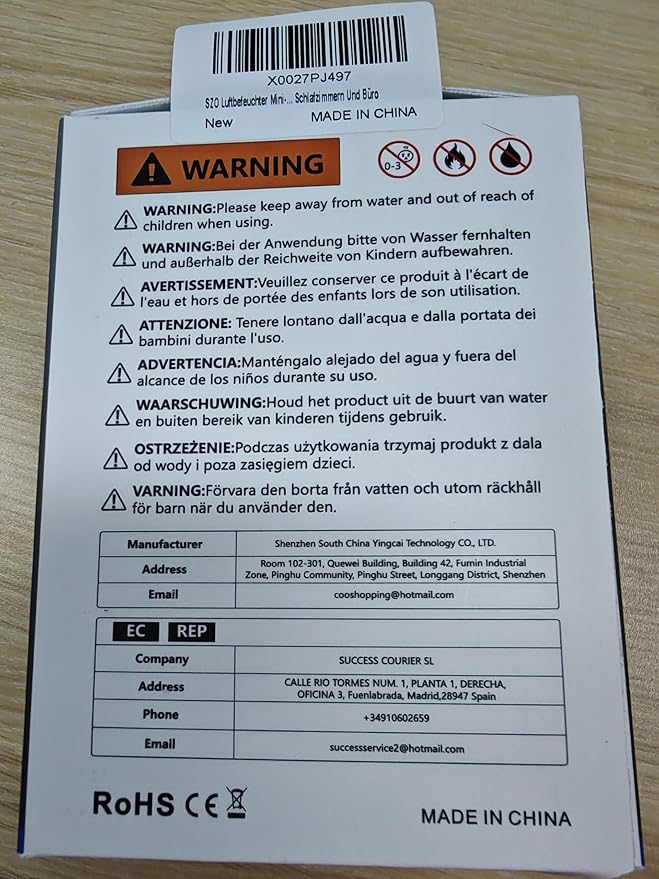 X0027PJ497
SZO Luftbefeuchter Mini-... Schlafzimmern Und Büro
New MADE IN CHINA
WARNING
0-3
WARNING:Please keep away from water and out of reach of
children when using.
WARNING:Bei der Anwendung bitte von Wasser fernhalten
und außerhalb der Reichweite von Kindern aufbewahren.
AVERTISSEMENT:Veuillez conserver ce produit à l'écart de
l'eau et hors de portée des enfants lors de son utilisation.
ATTENZIONE: Tenere lontano dall'acqua e dalla portata dei
bambini durante l'uso.
ADVERTENCIA:Manténgalo alejado del agua y fuera del
alcance de los niños durante su uso.
WAARSCHUWING:Houd het product uit de buurt van water
en buiten bereik van kinderen tijdens gebruik.
OSTRZEŻENIE:Podczas użytkowania trzymaj produkt z dala
od wody i poza zasięgiem dzieci.
VARNING:Förvara den borta från vatten och utom räckhåll
för barn när du använder den.
Manufacturer Shenzhen South China Yingcai Technology CO., LTD.
Address Room 102-301, Quewei Building, Building 42, Fumin Industrial
Zone, Pinghu Community, Pinghu Street, Longgang District, Shenzhen
Email cooshopping@hotmail.com
EC REP
Company SUCCESS COURIER SL
Address CALLE RIO TORMES NUM. 1, PLANTA 1, DERECHA,
OFICINA 3, Fuenlabrada, Madrid,28947 Spain
Phone +34910602659
Email successservice2@hotmail.com
RoHS CE MADE IN CHINA